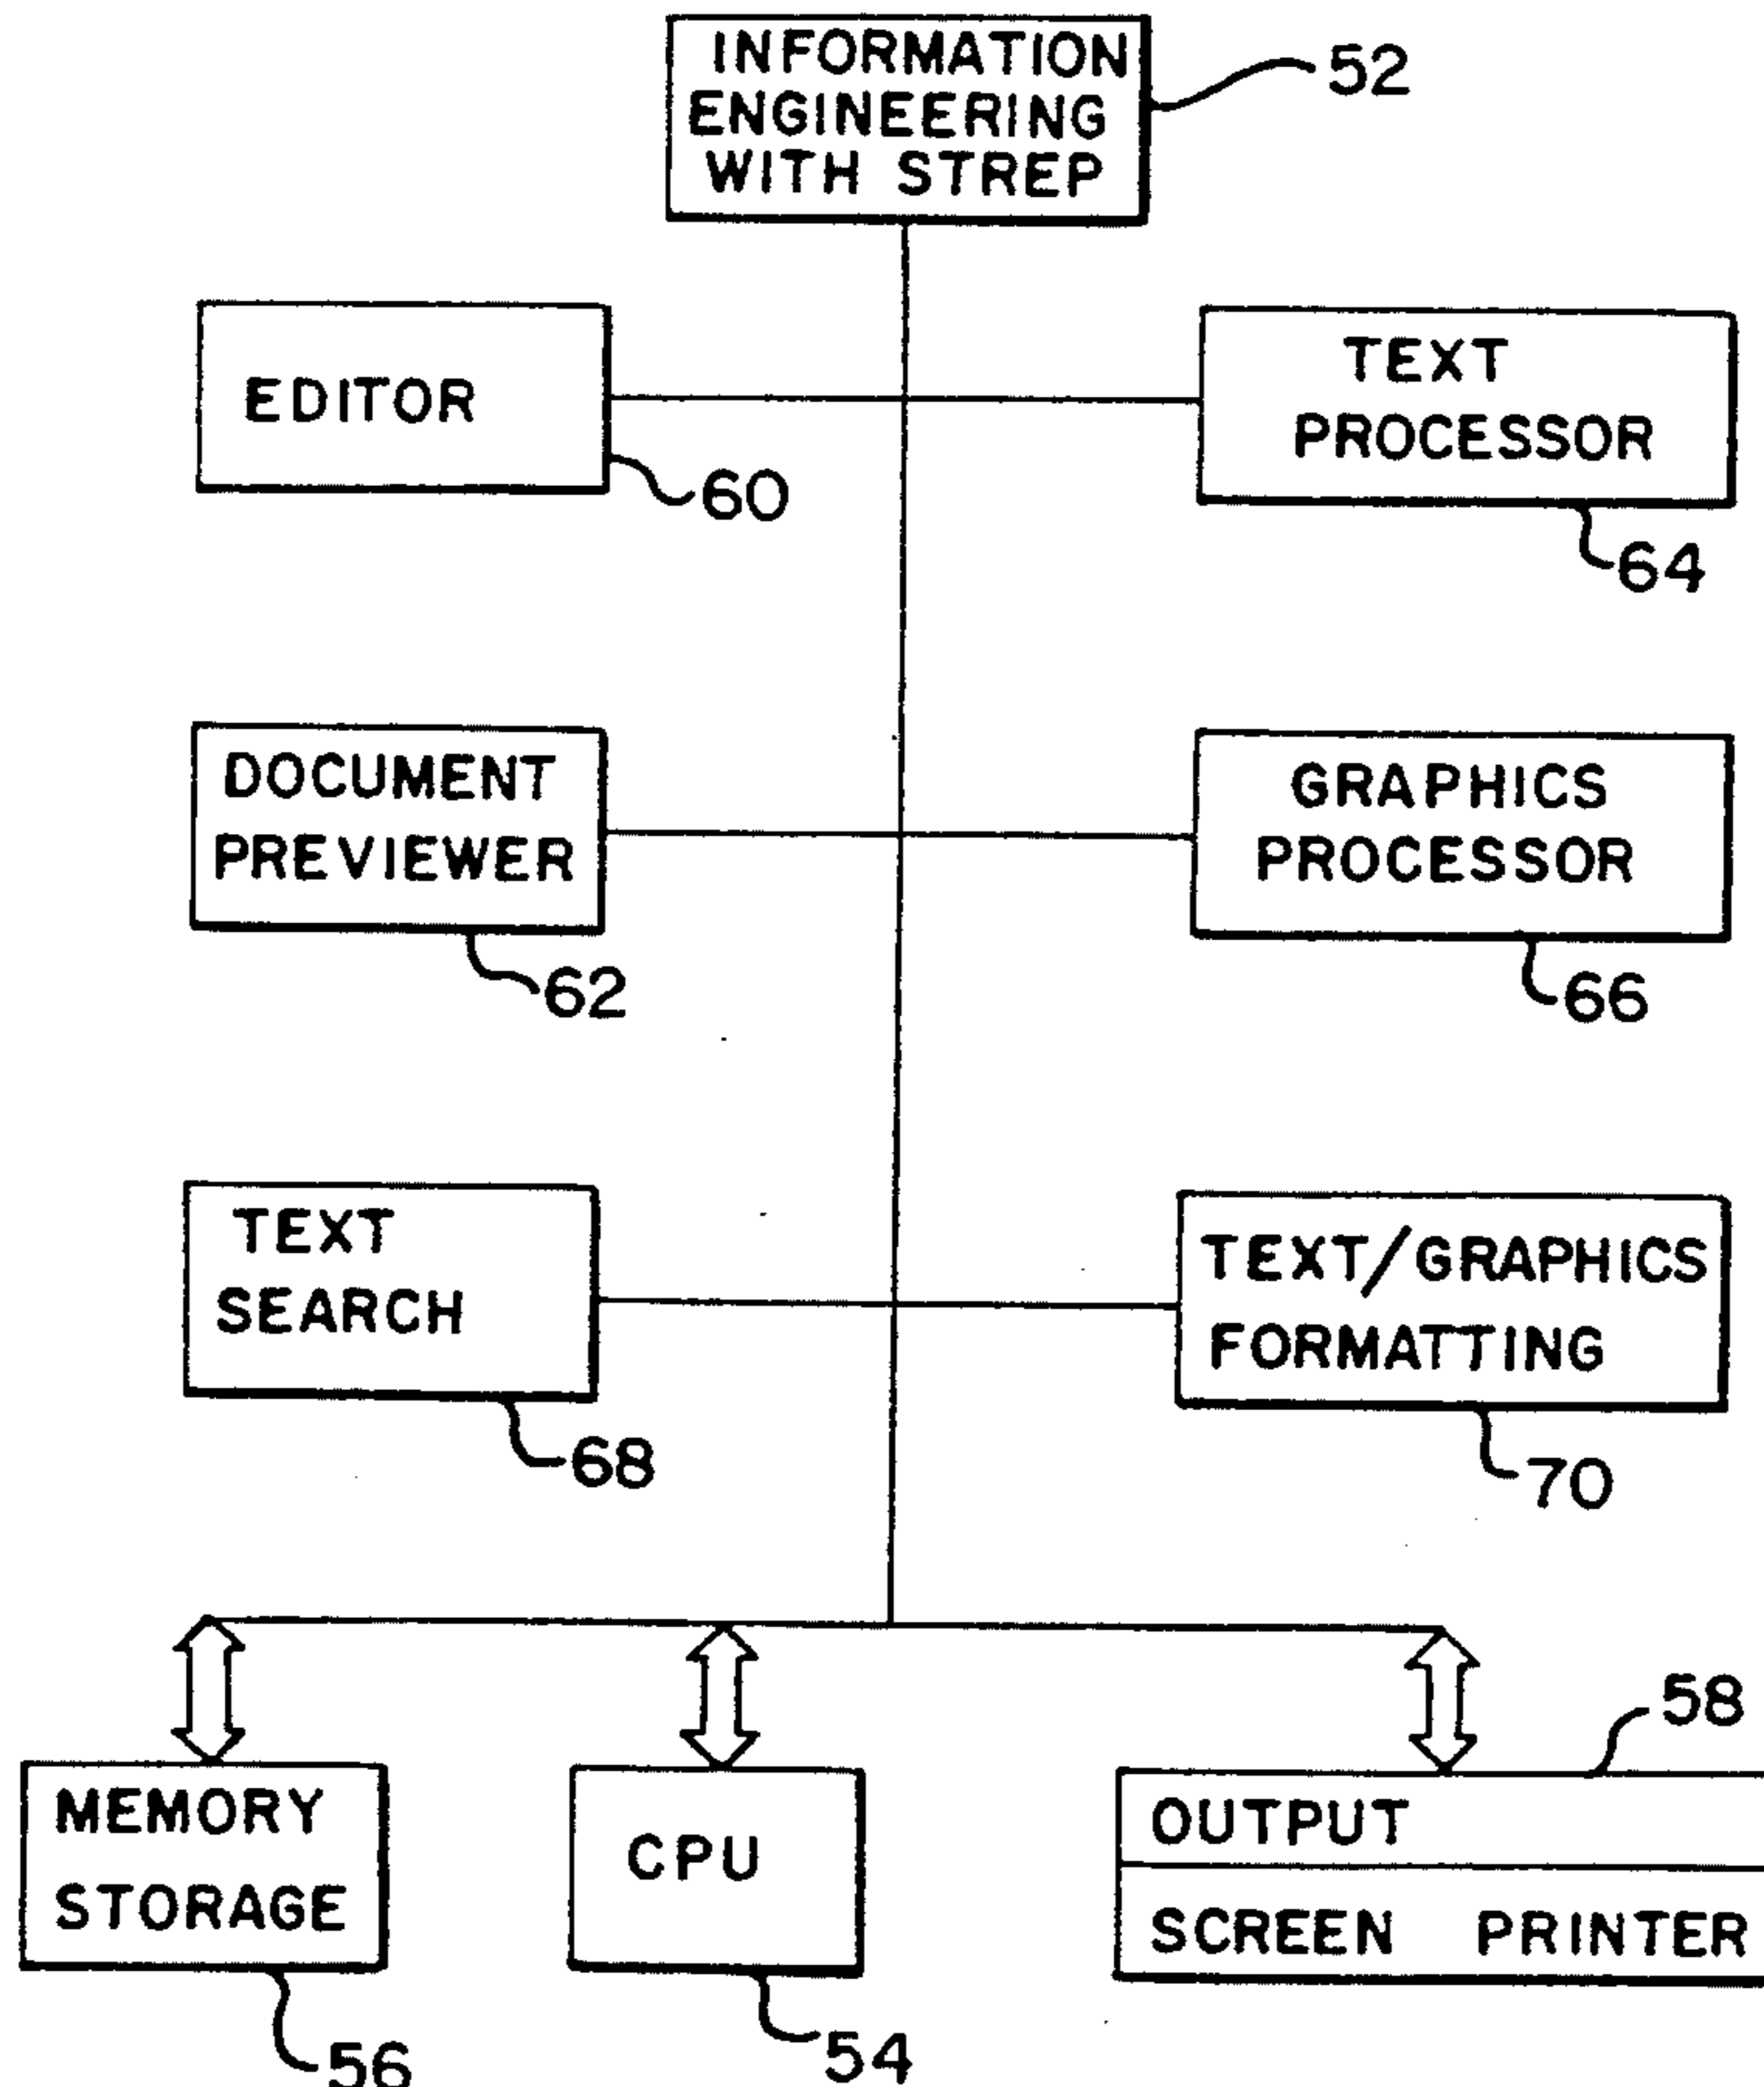 INFORMATION
ENGINEERING
WITH STREP
52
EDITOR
60
TEXT
PROCESSOR
64
DOCUMENT
PREVIEWER
62
GRAPHICS
PROCESSOR
66
TEXT
SEARCH
68
TEXT/GRAPHICS
FORMATTING
70
MEMORY
STORAGE
56
CPU
54
58
OUTPUT
SCREEN PRINTER